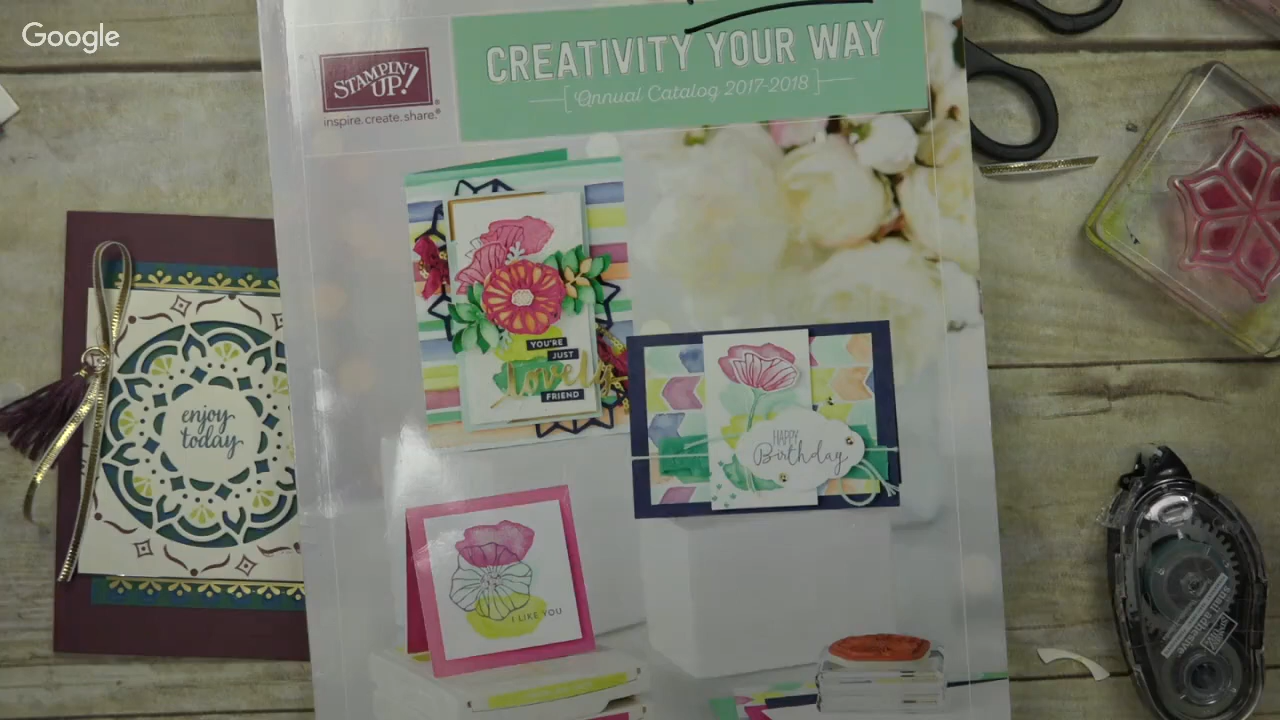 Google
CREATIVITY YOUR WAY
Annual Catalog 2017-2018
STAMPIN'
UP!
inspire.create.share.
YOU'RE
JUST
Lovely
FRIEND
HAPPY
Birthday
enjoy
today
I LIKE YOU